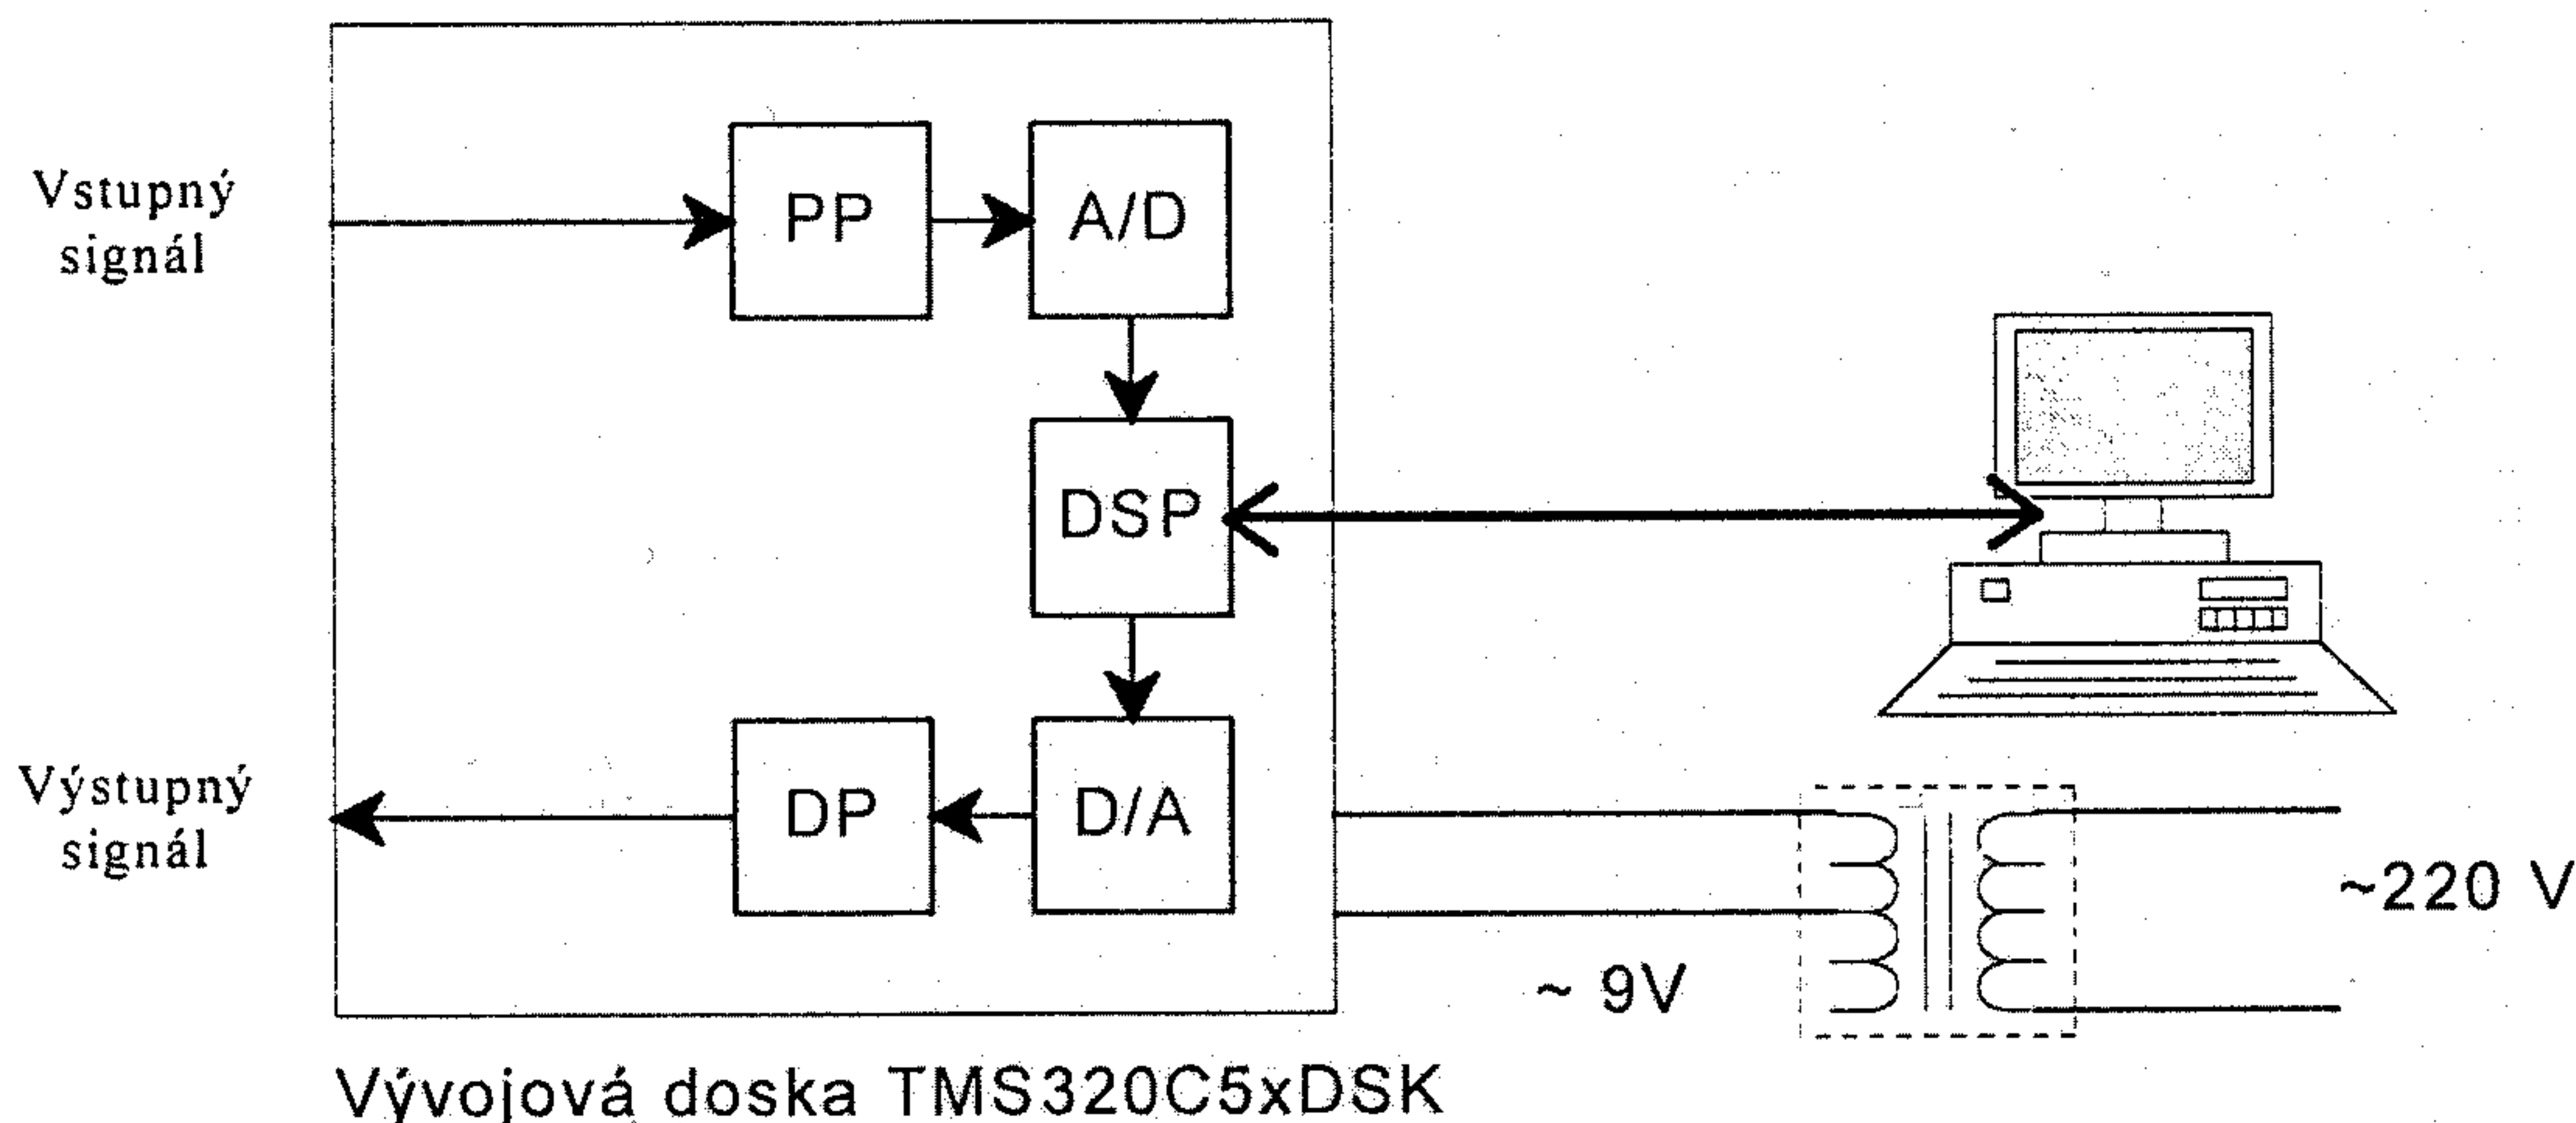 Vstupný
signál
PP
A/D
DSP
Výstupný
signál
DP
D/A
~220 V
~ 9V
Vývojová doska TMS320C5xDSK